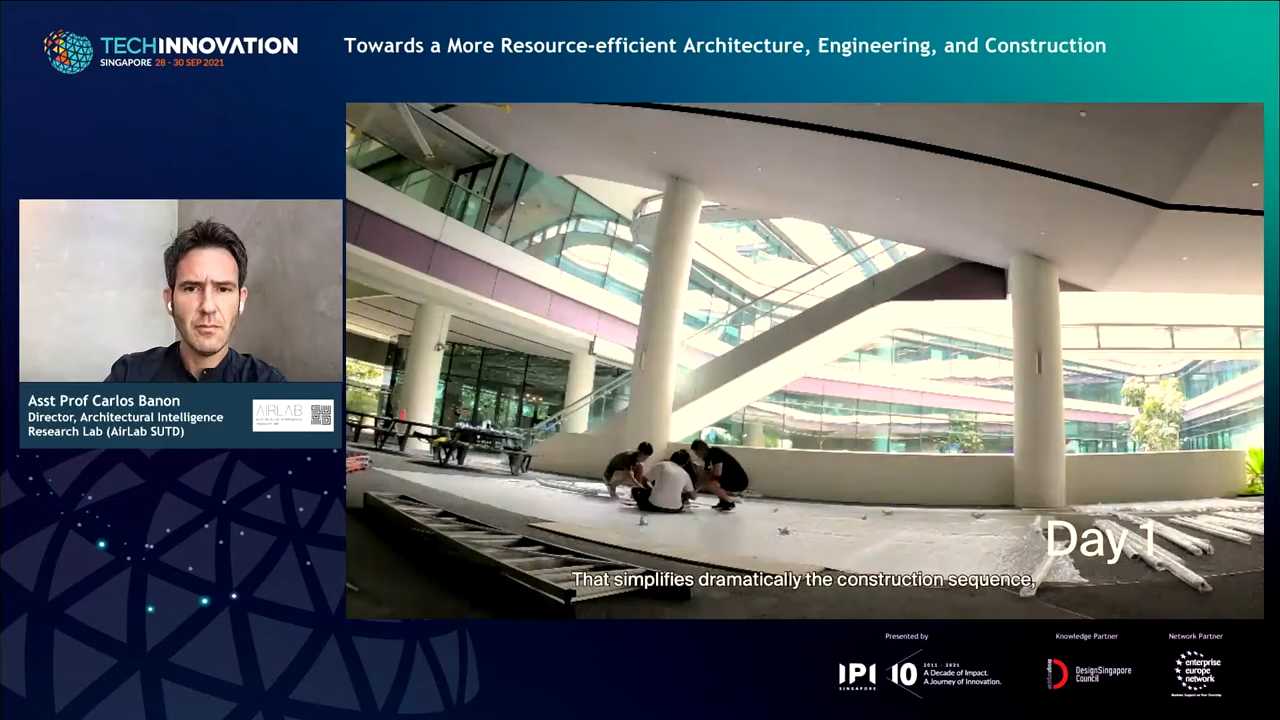 TECHINNOVATION
SINGAPORE 28 - 30 SEP 2021
Towards a More Resource-efficient Architecture, Engineering, and Construction
Asst Prof Carlos Banon
Director, Architectural Intelligence
Research Lab (AirLab SUTD)
AIRLAB
Day 1
That simplifies dramatically the construction sequence,
Presented by
IPI
SINGAPORE
10
2011 - 2021
A Decade of Impact.
A Journey of Innovation.
Knowledge Partner
DesignSingapore
Council
Network Partner
enterprise
europe
network